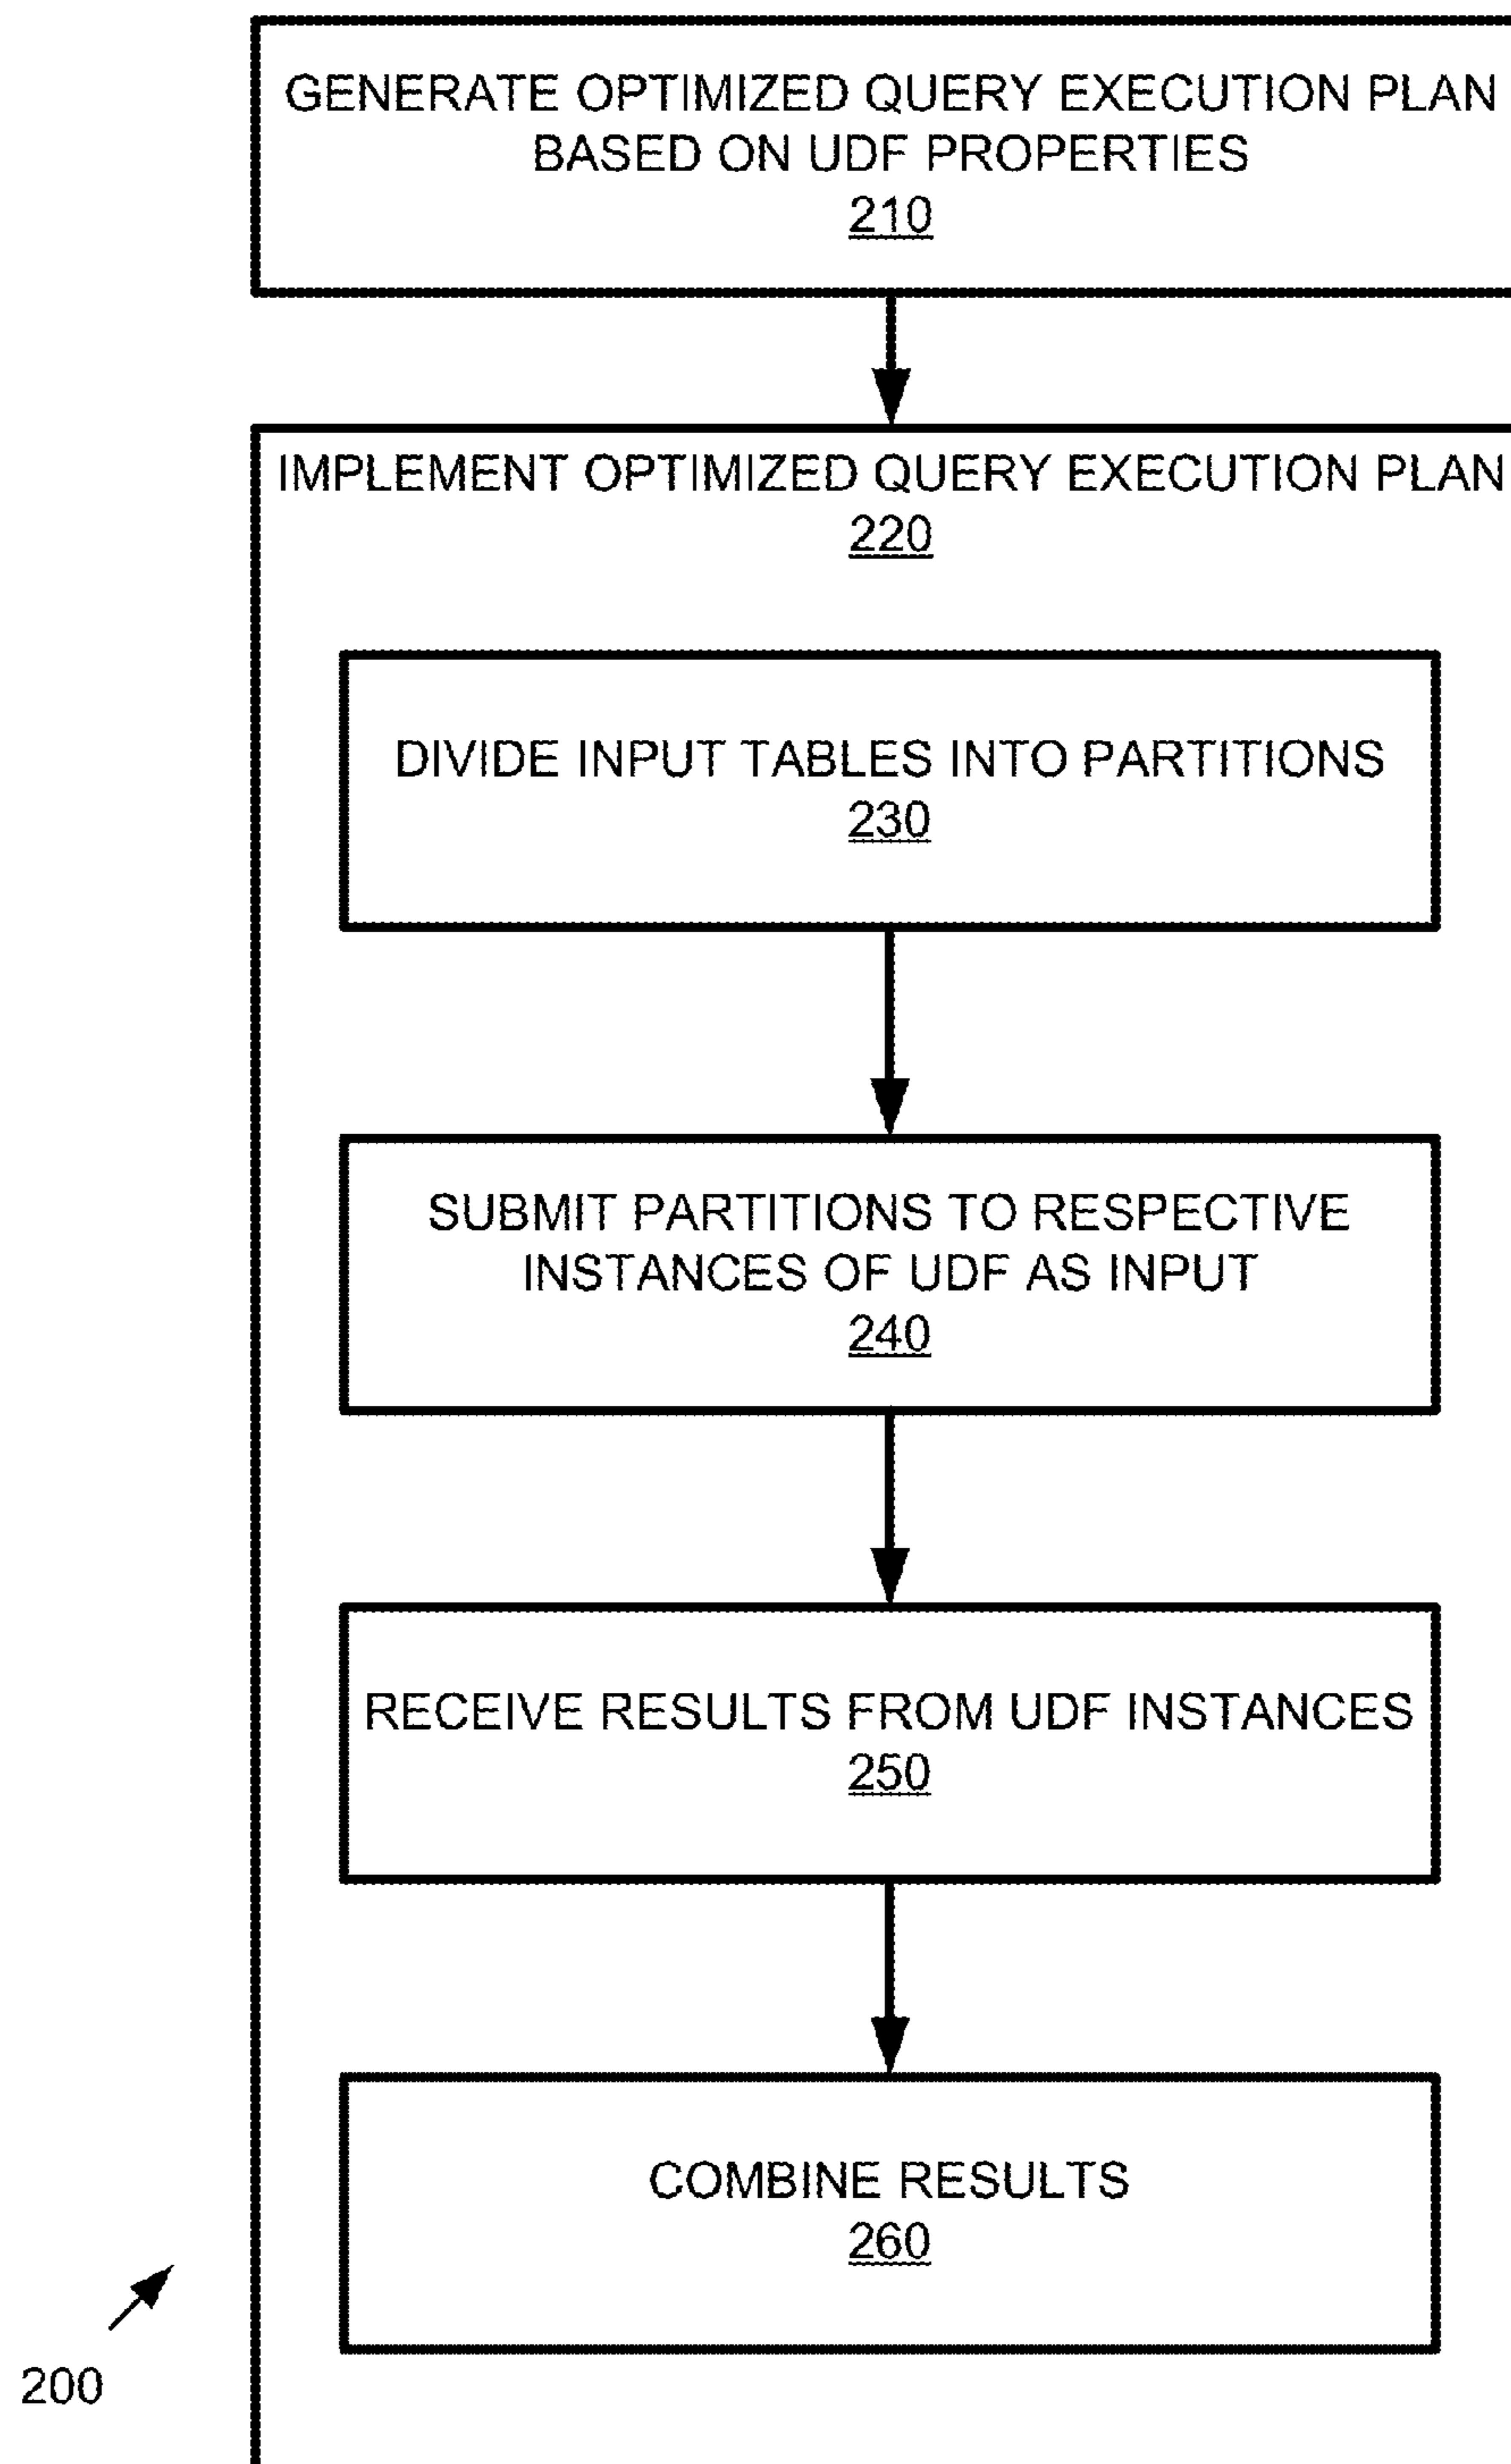 GENERATE OPTIMIZED QUERY EXECUTION PLAN
BASED ON UDF PROPERTIES
210
IMPLEMENT OPTIMIZED QUERY EXECUTION PLAN
220
DIVIDE INPUT TABLES INTO PARTITIONS
230
SUBMIT PARTITIONS TO RESPECTIVE
INSTANCES OF UDF AS INPUT
240
RECEIVE RESULTS FROM UDF INSTANCES
250
COMBINE RESULTS
260
200